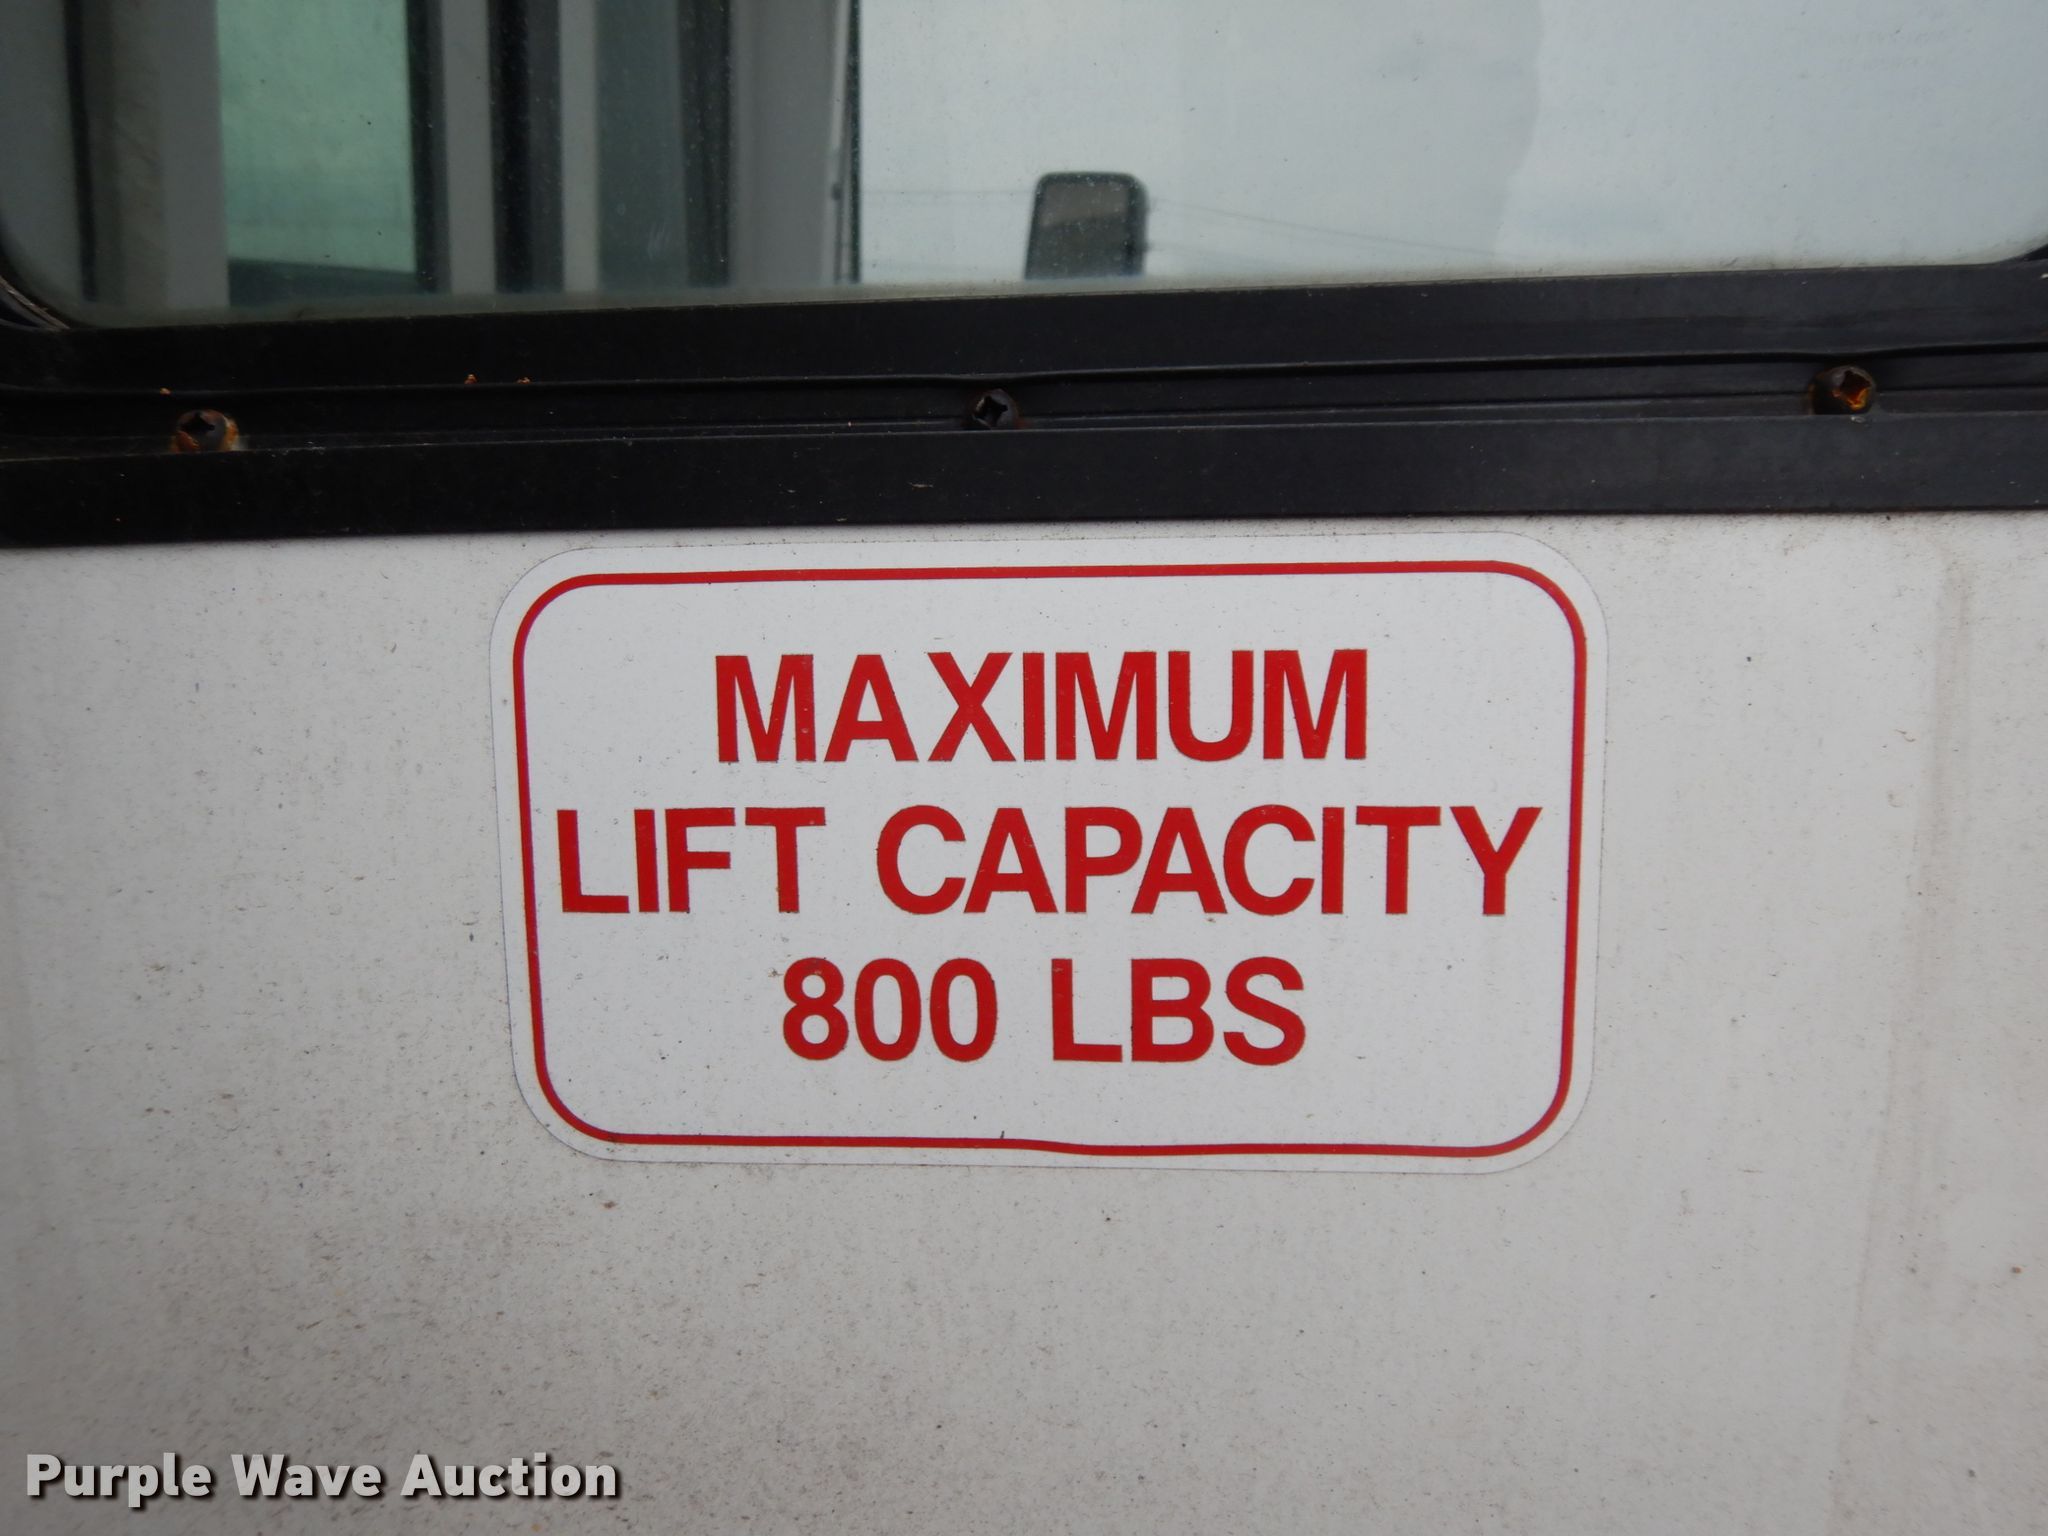 MAXIMUM
LIFT CAPACITY
800 LBS
Purple Wave Auction